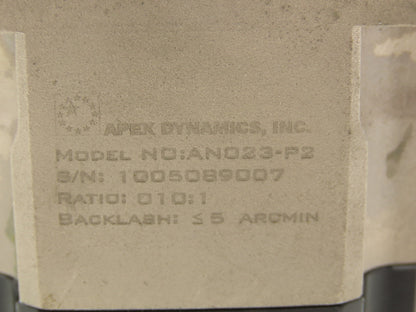 APEX DYNAMICS, INC.
MODEL NO:AN023-P2
S/N: 1005089007
RATIO: 010:1
BACKLASH: ≤5 ARCMIN